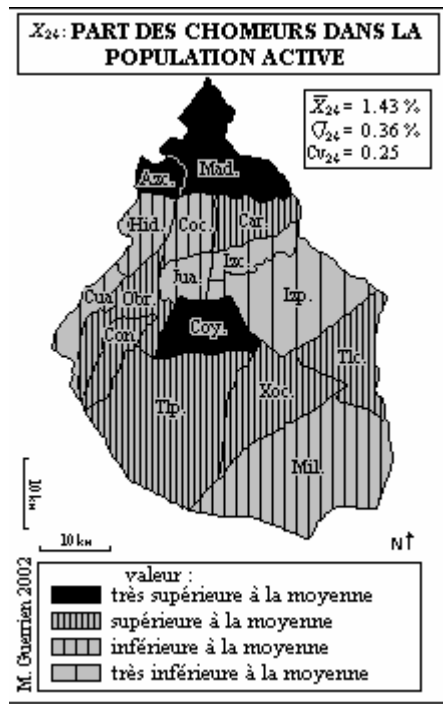 X₂₄: PART DES CHOMEURS DANS LA
POPULATION ACTIVE
X̅₂₄ = 1.43 %
σ₂₄ = 0.36 %
Cv₂₄ = 0.25
Mad.
Azc.
Hid.
Coc.
Car.
Izc.
Jua.
Cua.
Obr.
Izp.
Con.
Coy.
Tlc.
Xoc.
Tlp.
Mil.
10 km
10 km
N
valeur :
très supérieure à la moyenne
supérieure à la moyenne
inférieure à la moyenne
très inférieure à la moyenne
M. Guerrien 2002